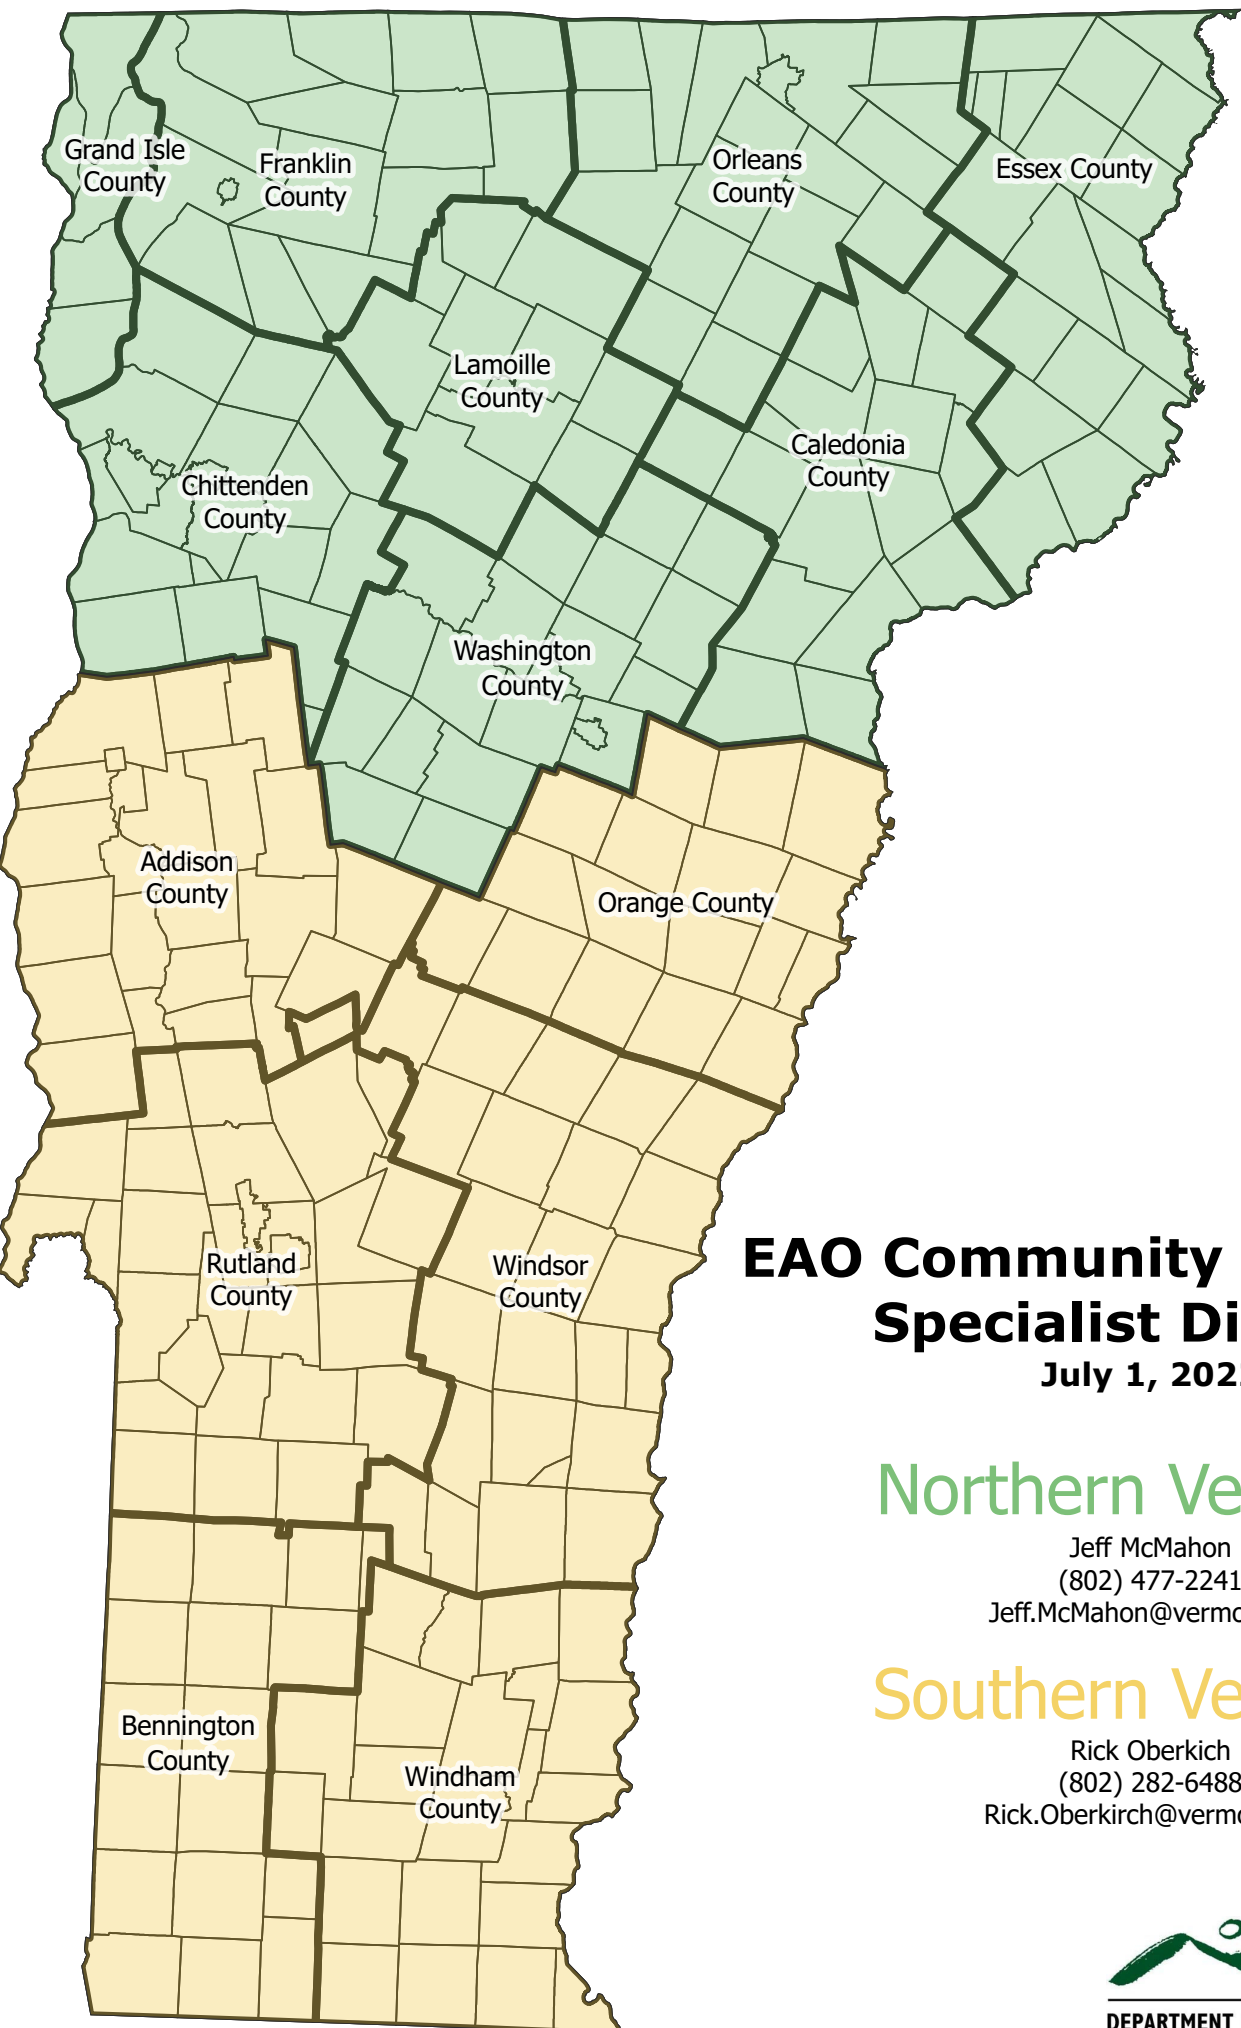 Grand Isle
County
Franklin
County
Orleans
County
Essex County
Lamoille
County
Caledonia
County
Chittenden
County
Washington
County
Addison
County
Orange County
Rutland
County
Windsor
County
Bennington
County
Windham
County
EAO Community
Specialist Di
July 1, 202
Northern Ve
Jeff McMahon
(802) 477-2241
Jeff.McMahon@vermo
Southern Ve
Rick Oberkich
(802) 282-6488
Rick.Oberkirch@vermo
DEPARTMENT